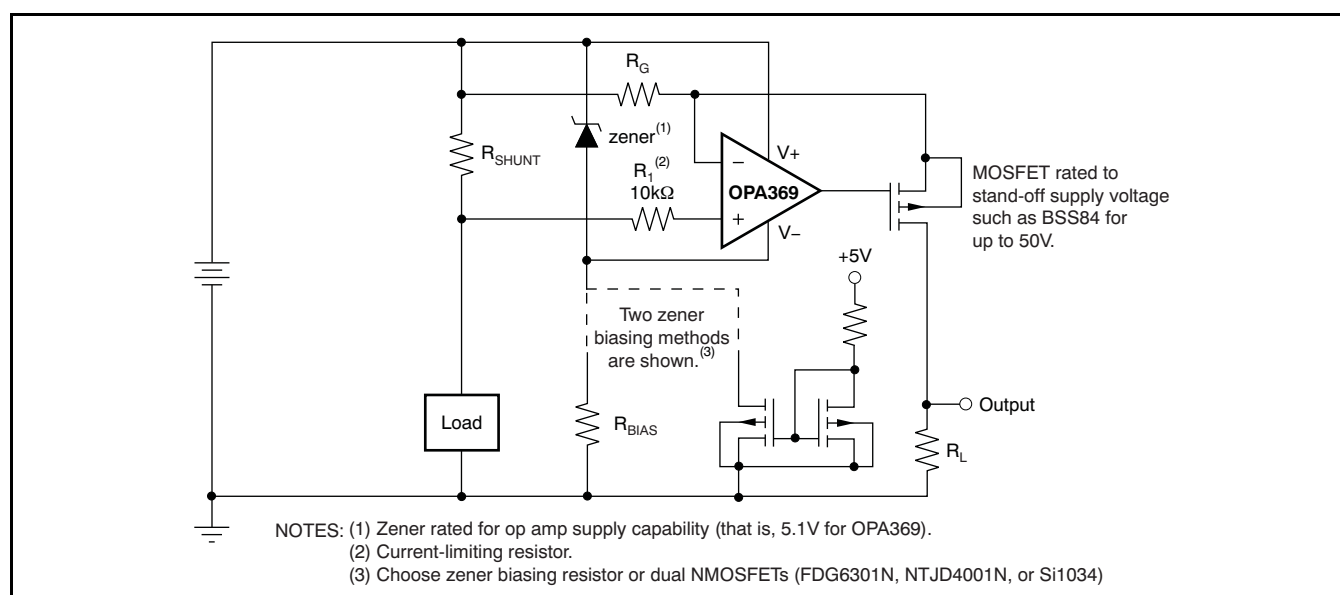 R_G
zener(1)
R_SHUNT
R_1(2)
10kΩ
−
+
OPA369
V+
V−
MOSFET rated to
stand-off supply voltage
such as BSS84 for
up to 50V.
+5V
Two zener
biasing methods
are shown.(3)
Load
R_BIAS
Output
R_L
NOTES: (1) Zener rated for op amp supply capability (that is, 5.1V for OPA369).
(2) Current-limiting resistor.
(3) Choose zener biasing resistor or dual NMOSFETs (FDG6301N, NTJD4001N, or Si1034)